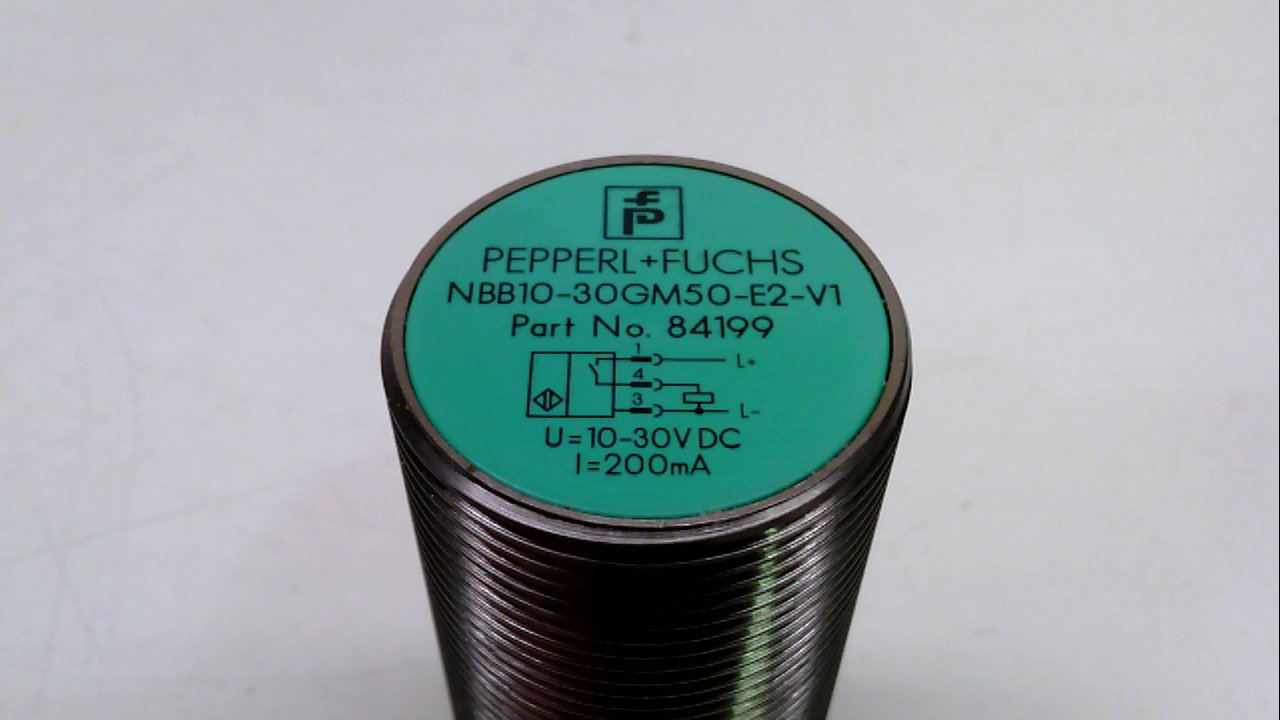 PEPPERL+FUCHS
NBB10-30GM50-E2-V1
Part No. 84199
1 L+
4
3 L-
U=10-30V DC
I=200mA